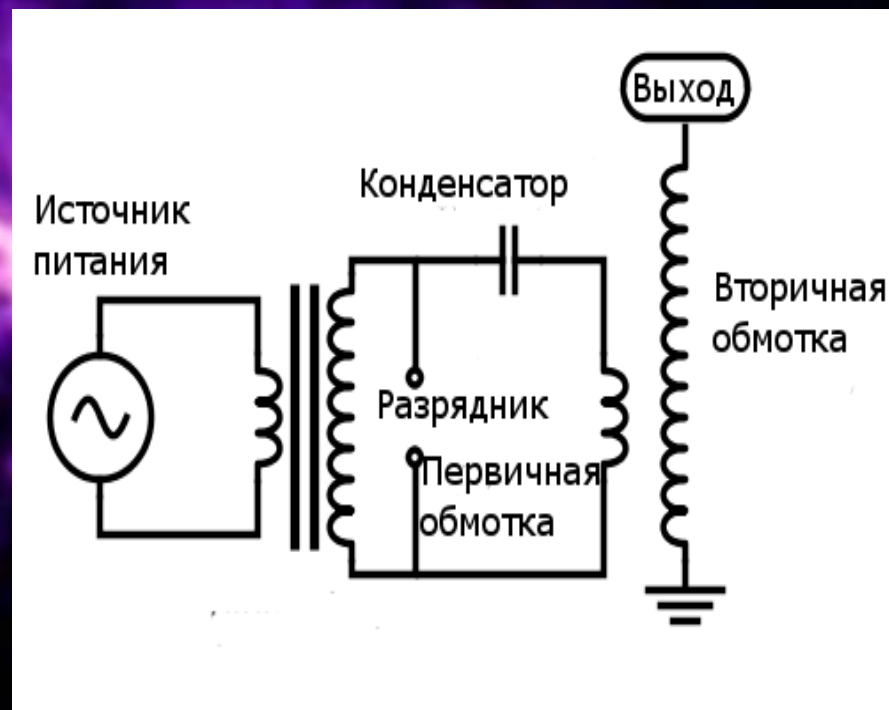 Выход
Конденсатор
Источник
питания
Вторичная
обмотка
Разрядник
Первичная
обмотка